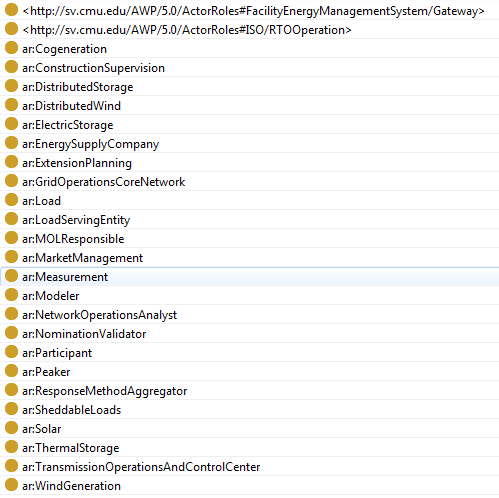 <http://sv.cmu.edu/AWP/5.0/ActorRoles#FacilityEnergyManagementSystem/Gateway>
<http://sv.cmu.edu/AWP/5.0/ActorRoles#ISO/RTOOperation>
ar:Cogeneration
ar:ConstructionSupervision
ar:DistributedStorage
ar:DistributedWind
ar:ElectricStorage
ar:EnergySupplyCompany
ar:ExtensionPlanning
ar:GridOperationsCoreNetwork
ar:Load
ar:LoadServingEntity
ar:MOLResponsible
ar:MarketManagement
ar:Measurement
ar:Modeler
ar:NetworkOperationsAnalyst
ar:NominationValidator
ar:Participant
ar:Peaker
ar:ResponseMethodAggregator
ar:SheddableLoads
ar:Solar
ar:ThermalStorage
ar:TransmissionOperationsAndControlCenter
ar:WindGeneration